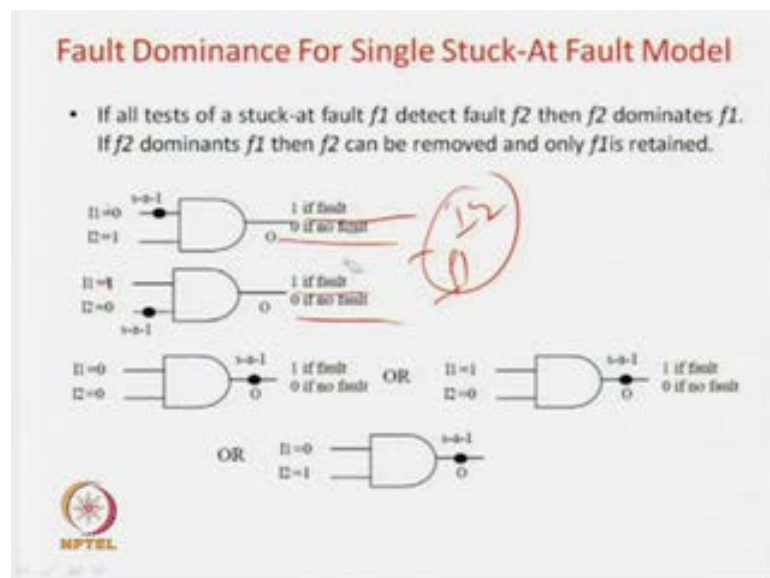 Fault Dominance For Single Stuck-At Fault Model
• If all tests of a stuck-at fault f1 detect fault f2 then f2 dominates f1.
If f2 dominants f1 then f2 can be removed and only f1is retained.
s-a-1
I1=0
I2=1
O
1 if fault
0 if no fault
I1=1
I2=0
s-a-1
O
1 if fault
0 if no fault
I1=0
I2=0
s-a-1
O
1 if fault
0 if no fault
OR
I1=1
I2=0
s-a-1
O
1 if fault
0 if no fault
OR
I1=0
I2=1
s-a-1
O
NPTEL